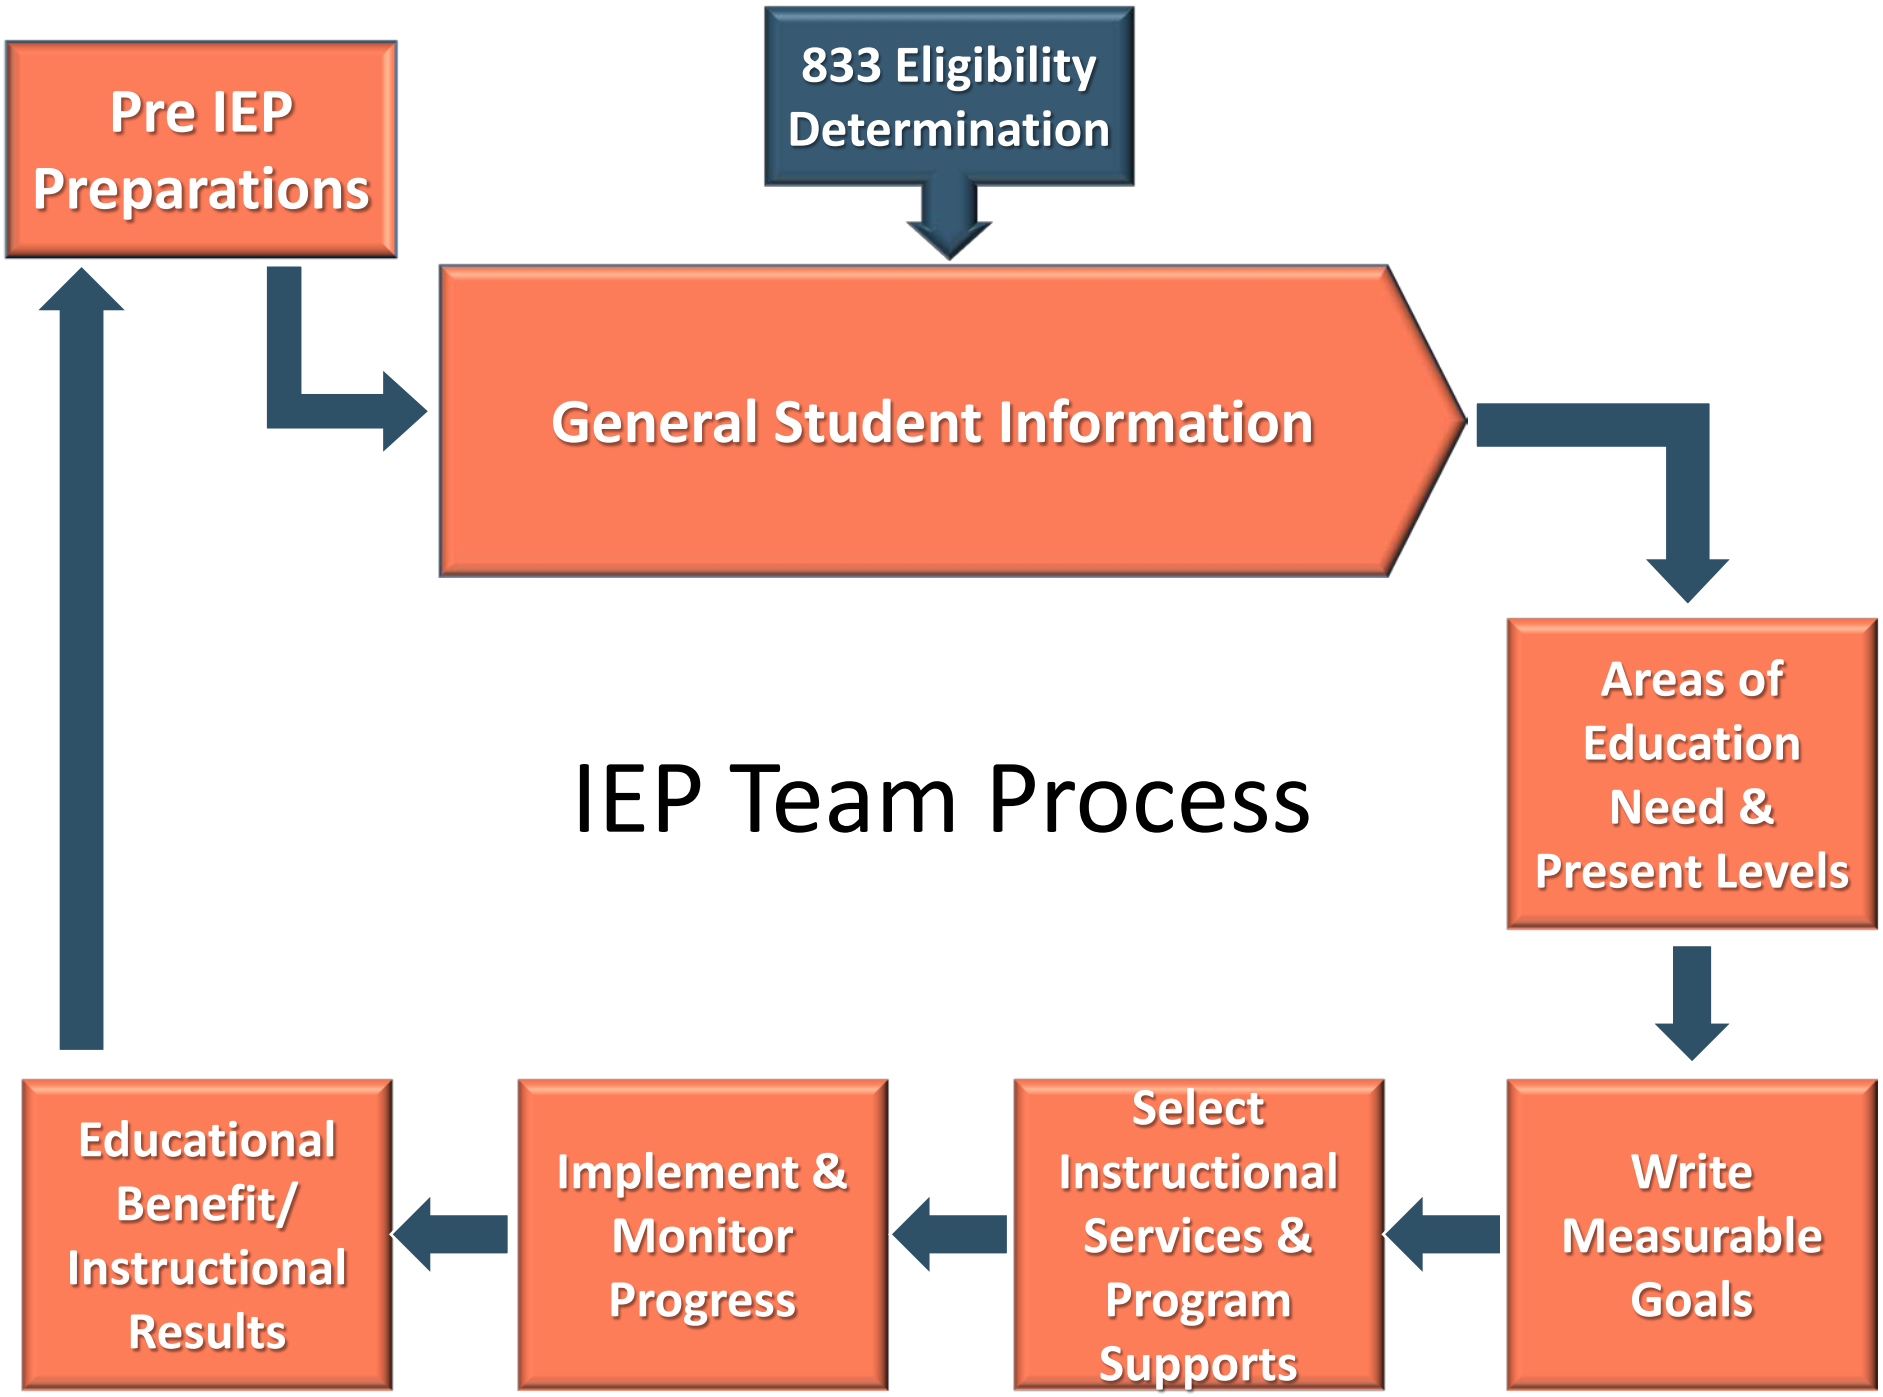 Pre IEP
Preparations
833 Eligibility
Determination
General Student Information
IEP Team Process
Areas of
Education
Need &
Present Levels
Write
Measurable
Goals
Select
Instructional
Services &
Program
Supports
Implement &
Monitor
Progress
Educational
Benefit/
Instructional
Results